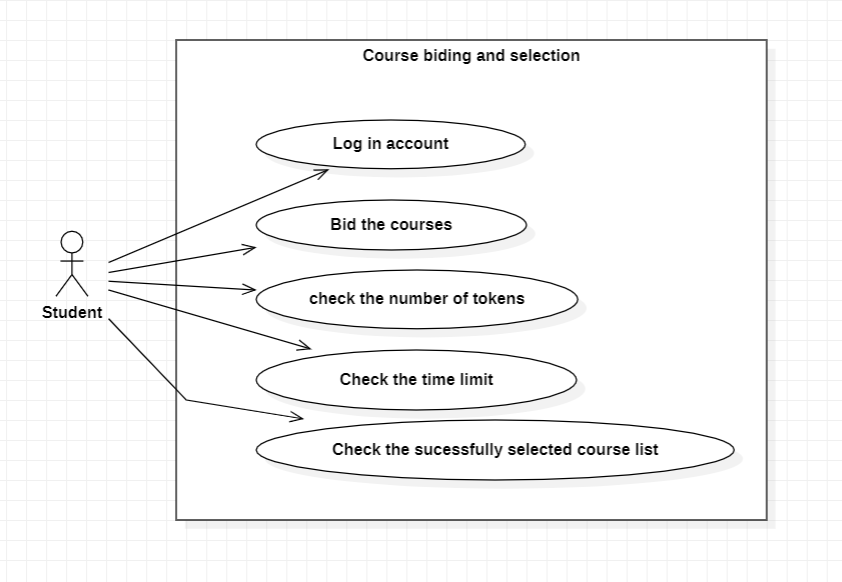 Course biding and selection
Log in account
Bid the courses
check the number of tokens
Student
Check the time limit
Check the sucessfully selected course list